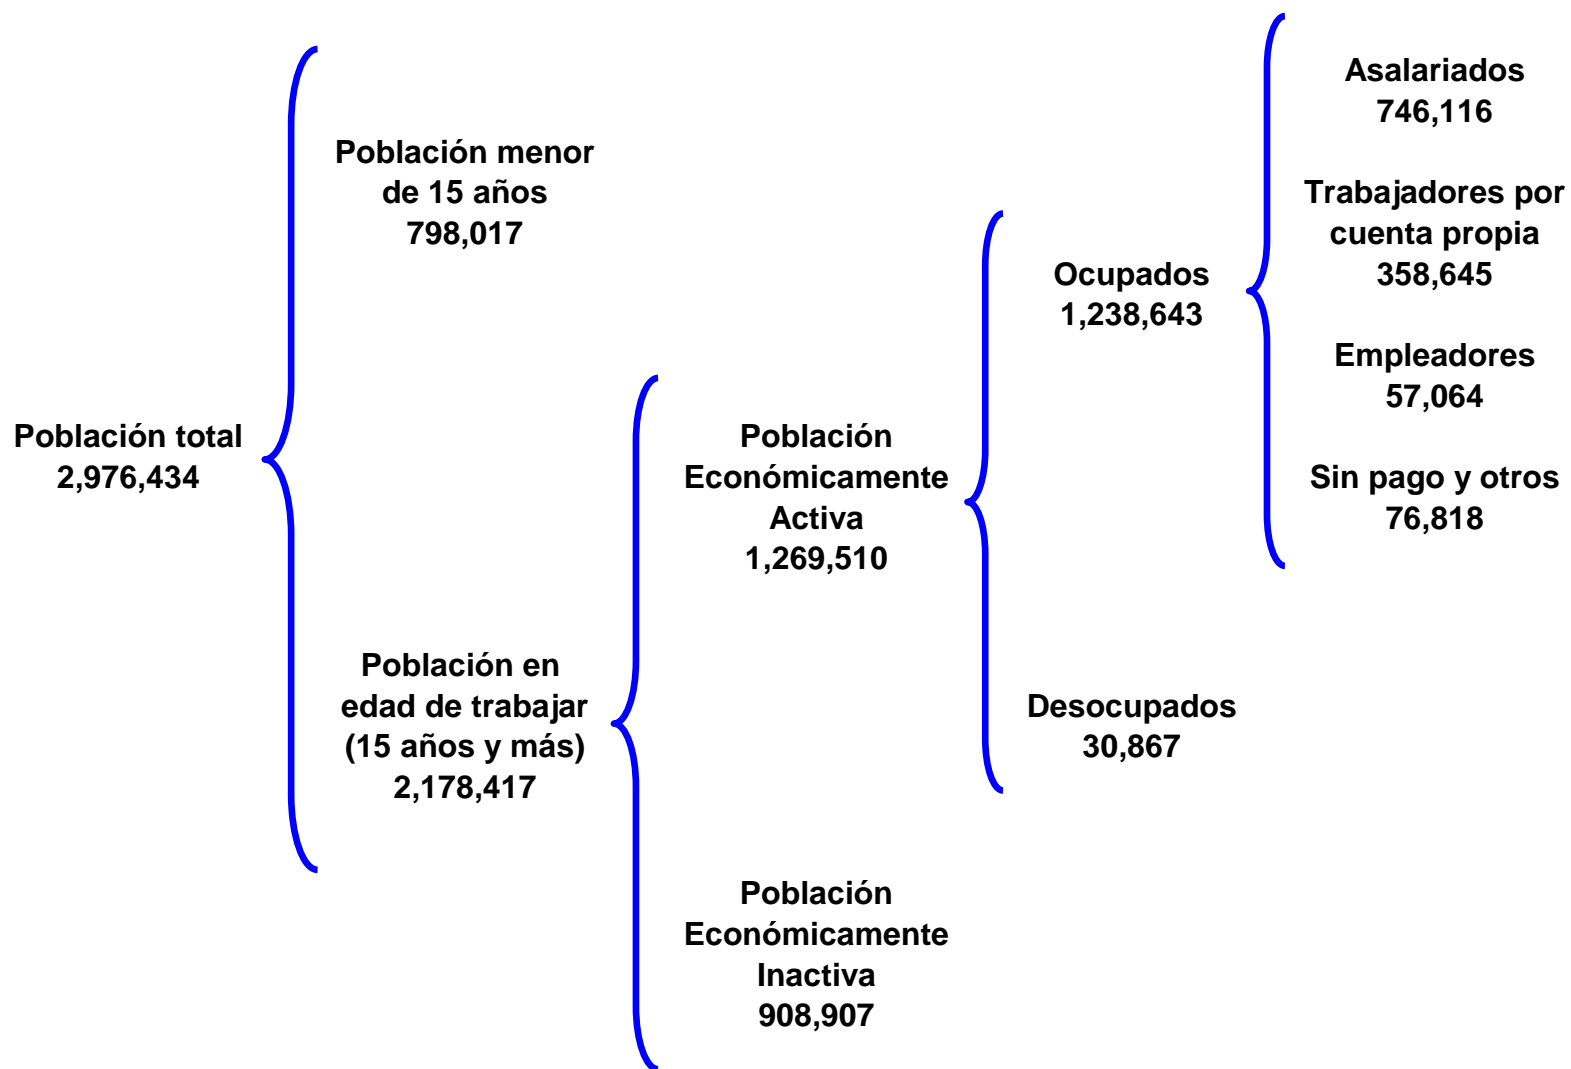 Población total
2,976,434
Población menor
de 15 años
798,017
Población en
edad de trabajar
(15 años y más)
2,178,417
Población
Económicamente
Activa
1,269,510
Población
Económicamente
Inactiva
908,907
Ocupados
1,238,643
Desocupados
30,867
Asalariados
746,116
Trabajadores por
cuenta propia
358,645
Empleadores
57,064
Sin pago y otros
76,818